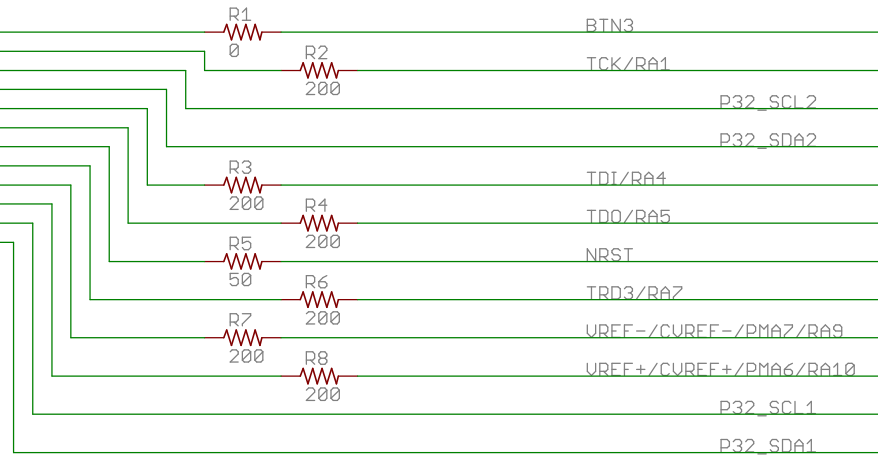 R1
BTN3
0
R2
TCK/RA1
200
P32_SCL2
P32_SDA2
R3
TDI/RA4
200
R4
TDO/RA5
200
R5
NRST
50
R6
TRD3/RA7
200
R7
VREF-/CVREF-/PMA7/RA9
200
R8
VREF+/CVREF+/PMA6/RA10
200
P32_SCL1
P32_SDA1